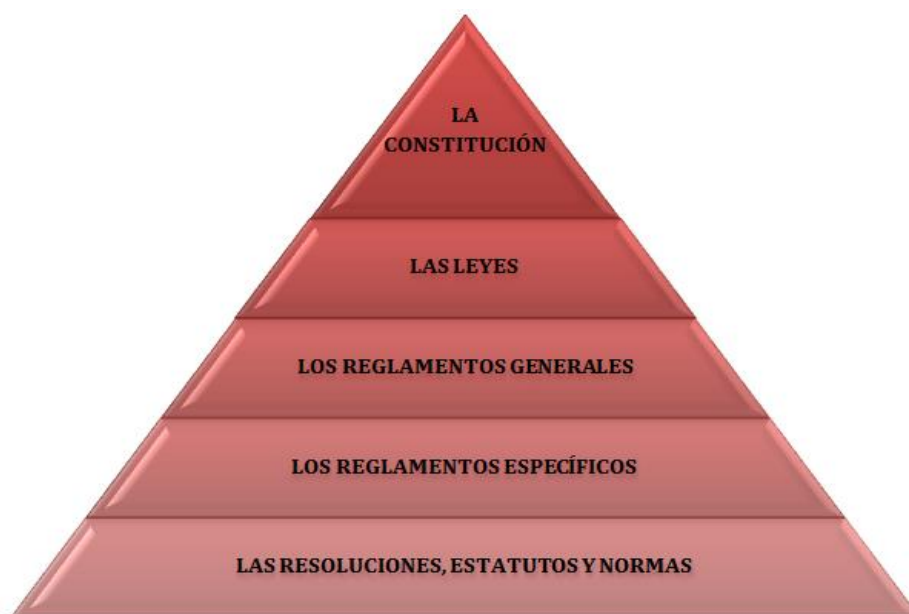 LA
CONSTITUCIÓN
LAS LEYES
LOS REGLAMENTOS GENERALES
LOS REGLAMENTOS ESPECÍFICOS
LAS RESOLUCIONES, ESTATUTOS Y NORMAS